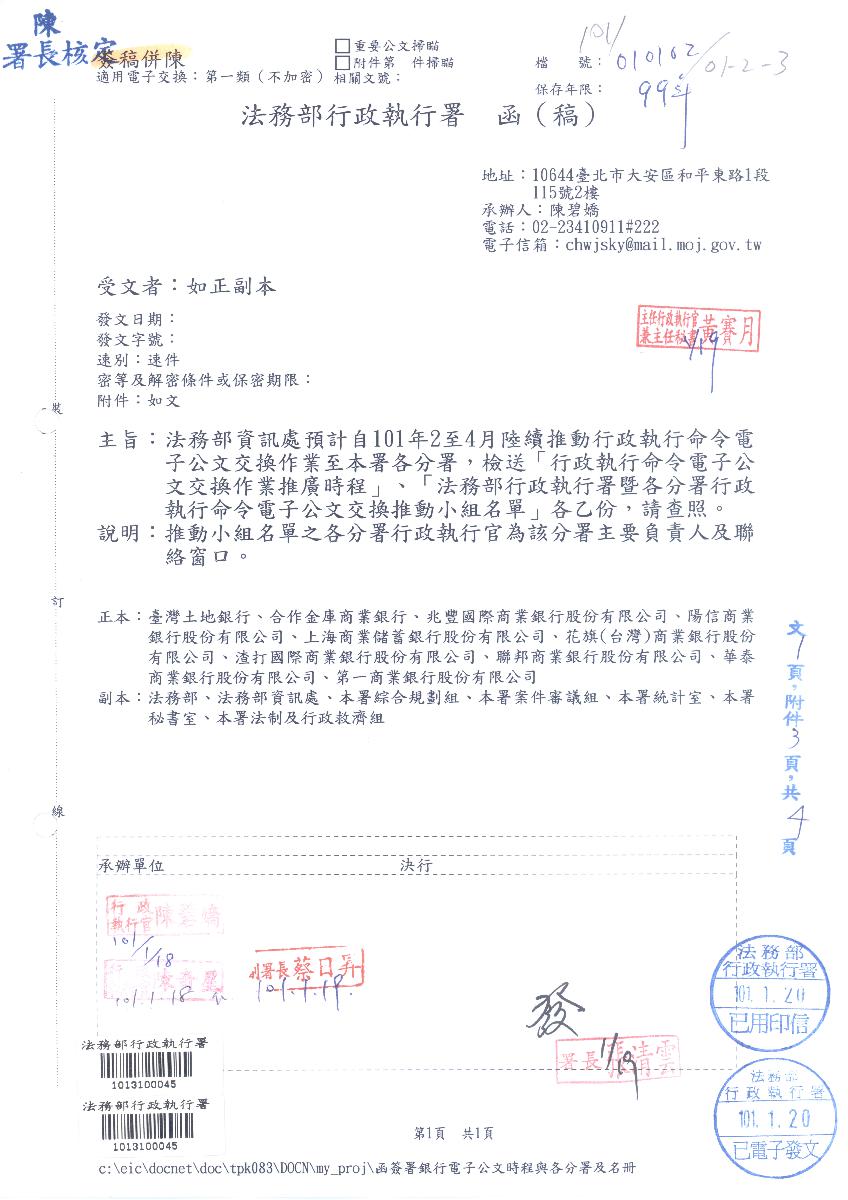 陳
署長核定
簽稿併陳
□重要公文掃瞄
□附件第　件掃瞄
適用電子交換：第一類（不加密）相關文號：
檔　號：010102/01-2-3
101/
保存年限：99年
法務部行政執行署　函（稿）
地址：10644臺北市大安區和平東路1段
115號2樓
承辦人：陳碧嬌
電話：02-23410911#222
電子信箱：chwjsky@mail.moj.gov.tw
受文者：如正副本
發文日期：
發文字號：
速別：速件
密等及解密條件或保密期限：
附件：如文
主任行政執行官
兼主任秘書
黃賽月
1/19
裝
主旨：法務部資訊處預計自101年2至4月陸續推動行政執行命令電
子公文交換作業至本署各分署，檢送「行政執行命令電子公
文交換作業推廣時程」、「法務部行政執行署暨各分署行政
執行命令電子公文交換推動小組名單」各乙份，請查照。
說明：推動小組名單之各分署行政執行官為該分署主要負責人及聯
絡窗口。
訂
正本：臺灣土地銀行、合作金庫商業銀行、兆豐國際商業銀行股份有限公司、陽信商業
銀行股份有限公司、上海商業儲蓄銀行股份有限公司、花旗(台灣)商業銀行股份
有限公司、渣打國際商業銀行股份有限公司、聯邦商業銀行股份有限公司、華泰
商業銀行股份有限公司、第一商業銀行股份有限公司
副本：法務部、法務部資訊處、本署綜合規劃組、本署案件審議組、本署統計室、本署
秘書室、本署法制及行政救濟組
文1頁，附件3頁，共4頁
線
承辦單位
決行
行政
執行官
陳碧嬌
101/1/18
101.1.18
副署長蔡日昇
101.1.19.
發
署長張清雲
1/19
法務部
行政執行署
101.1.20
已用印信
法務部行政執行署
1013100045
法務部行政執行署
1013100045
法務部
行政執行署
101.1.20
已電子發文
第1頁　共1頁
c:\eic\docnet\doc\tpk083\DOCN\my_proj\函簽署銀行電子公文時程與各分署及名冊